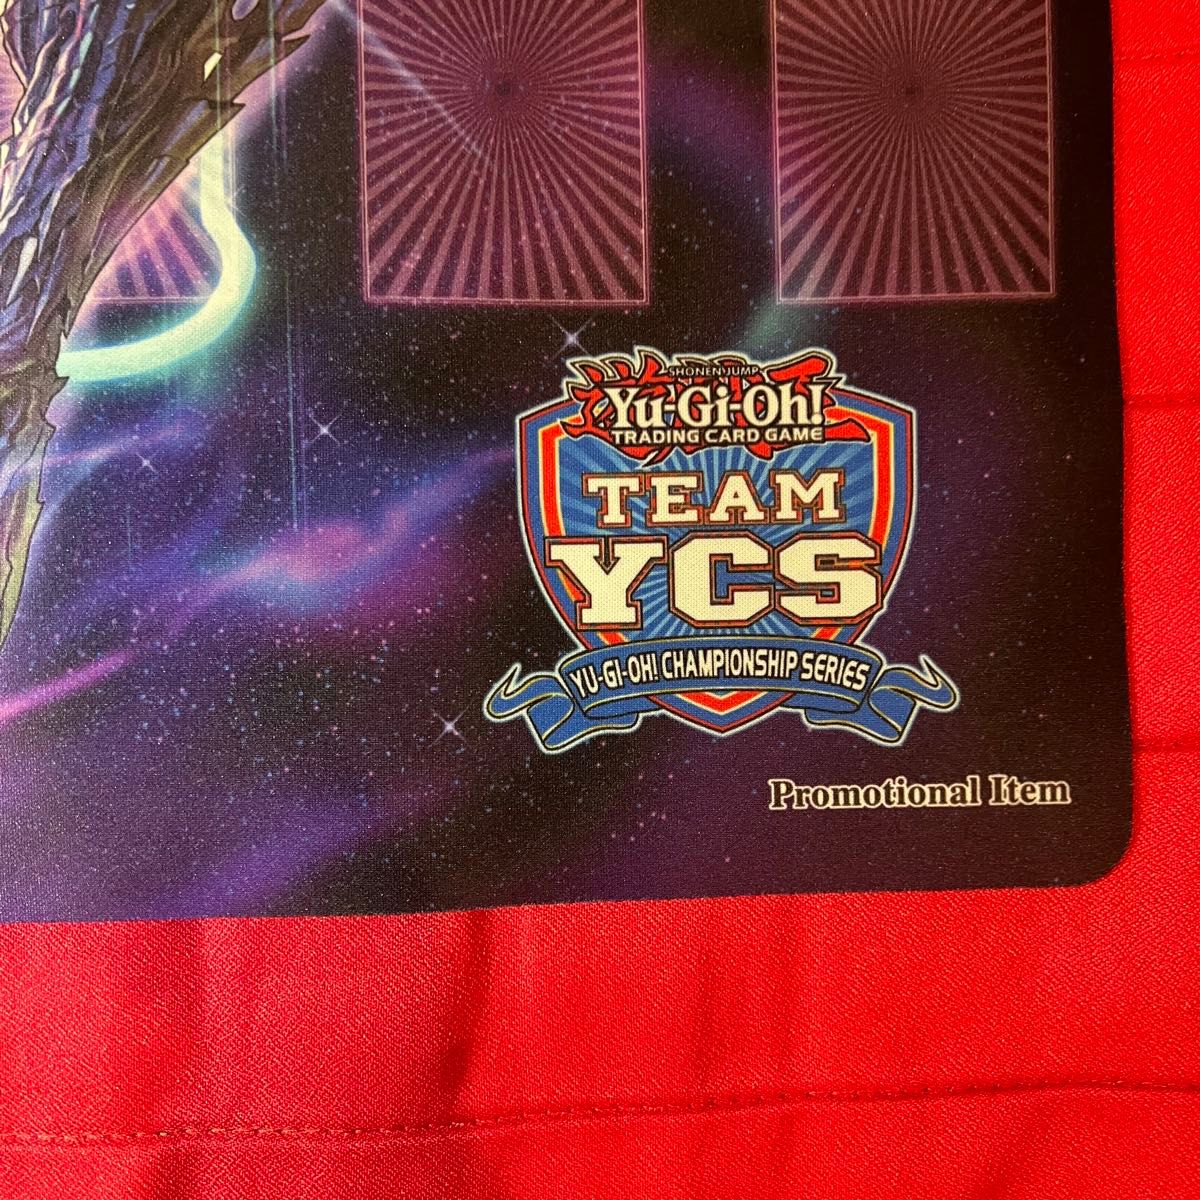 SHONEN JUMP
Yu-Gi-Oh!
TRADING CARD GAME
TEAM
YCS
YU-GI-OH! CHAMPIONSHIP SERIES
Promotional Item